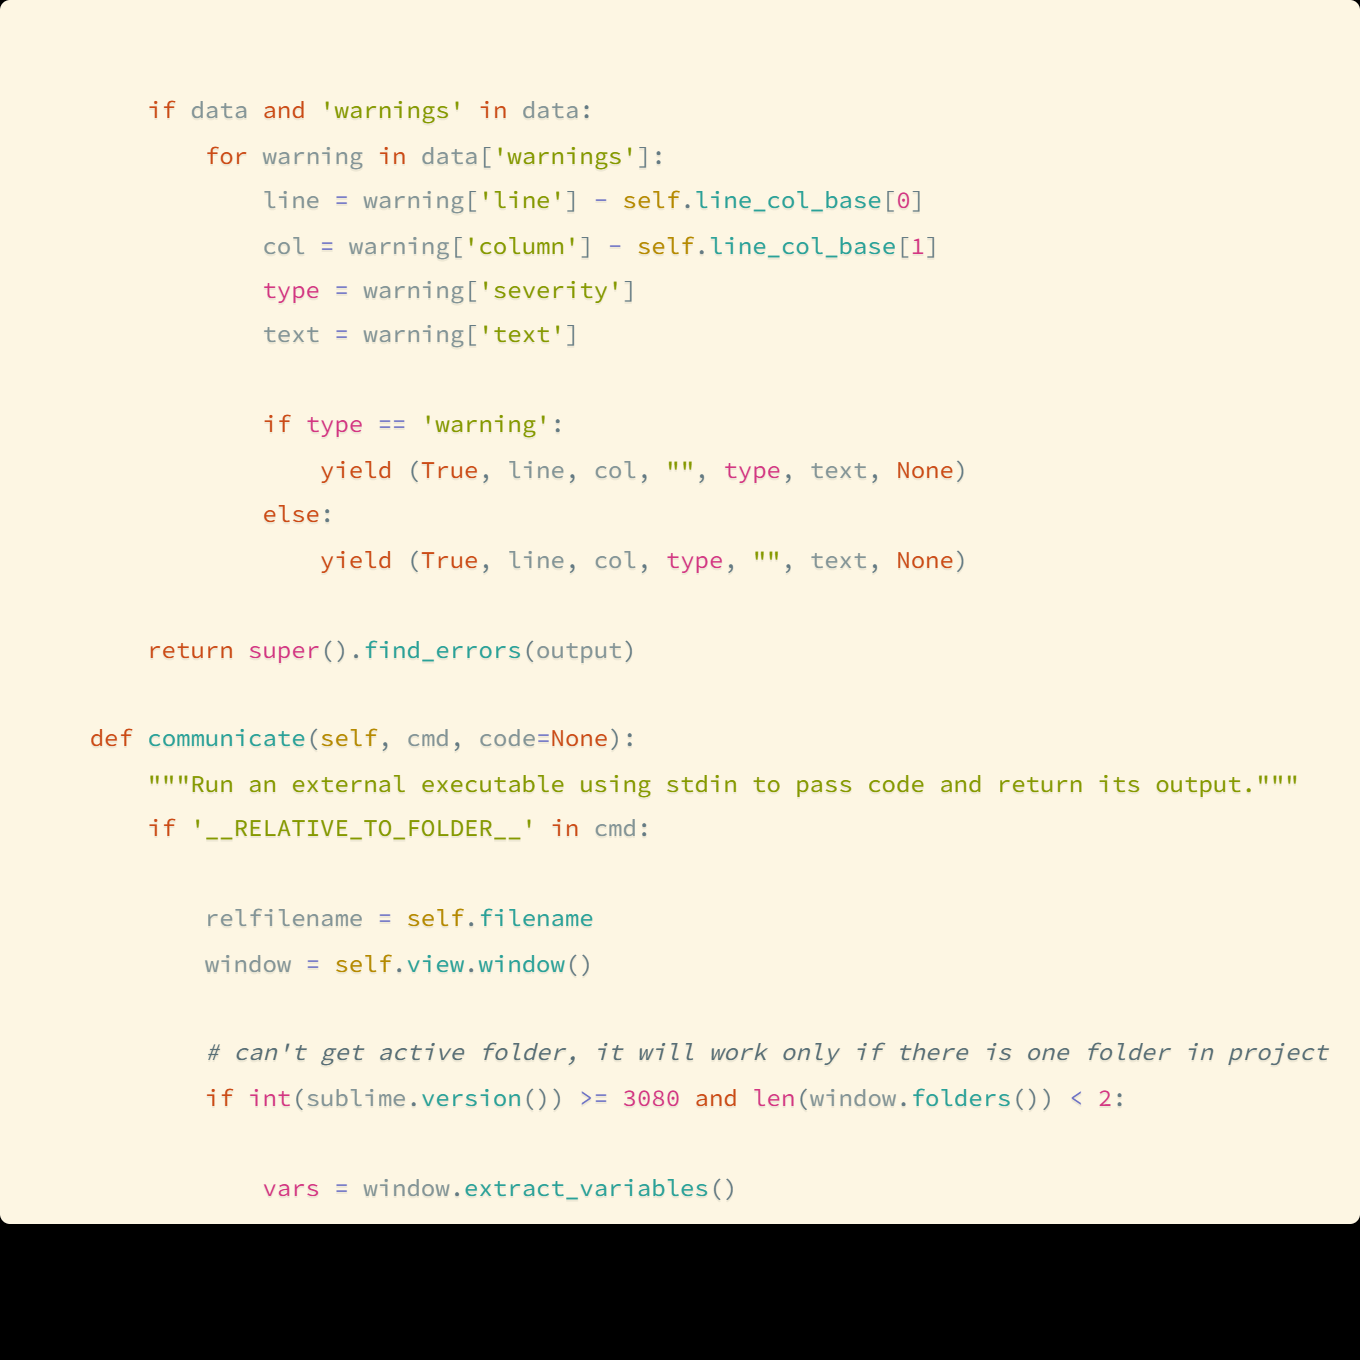 if data and 'warnings' in data:
for warning in data['warnings']:
line = warning['line'] - self.line_col_base[0]
col = warning['column'] - self.line_col_base[1]
type = warning['severity']
text = warning['text']
if type == 'warning':
yield (True, line, col, "", type, text, None)
else:
yield (True, line, col, type, "", text, None)
return super().find_errors(output)
def communicate(self, cmd, code=None):
"""Run an external executable using stdin to pass code and return its output."""
if '__RELATIVE_TO_FOLDER__' in cmd:
relfilename = self.filename
window = self.view.window()
# can't get active folder, it will work only if there is one folder in project
if int(sublime.version()) >= 3080 and len(window.folders()) < 2:
vars = window.extract_variables()